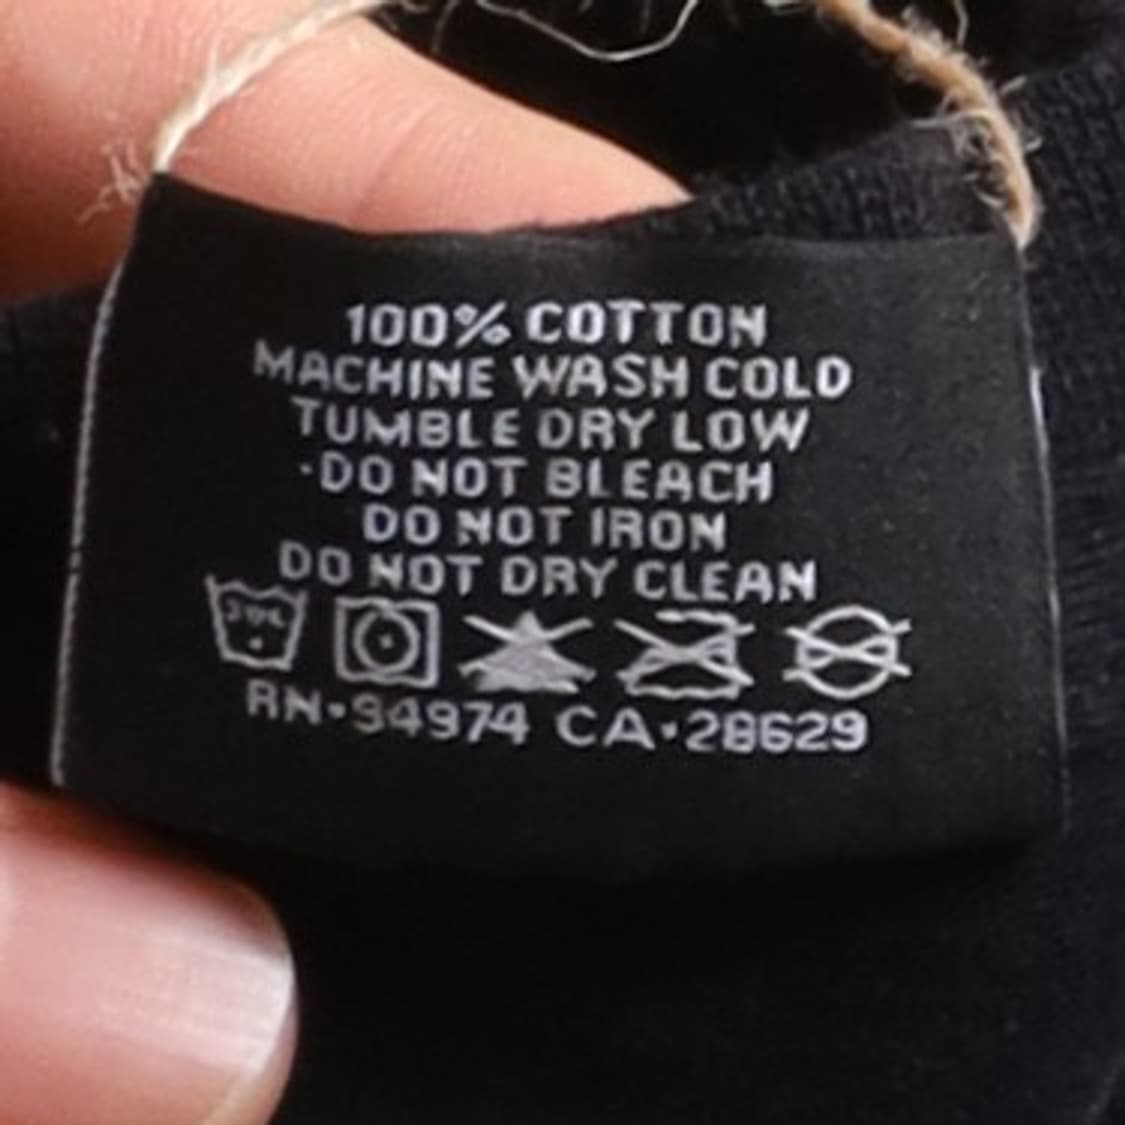 100% COTTON
MACHINE WASH COLD
TUMBLE DRY LOW
·DO NOT BLEACH
DO NOT IRON
DO NOT DRY CLEAN
RN·94974 CA·28629